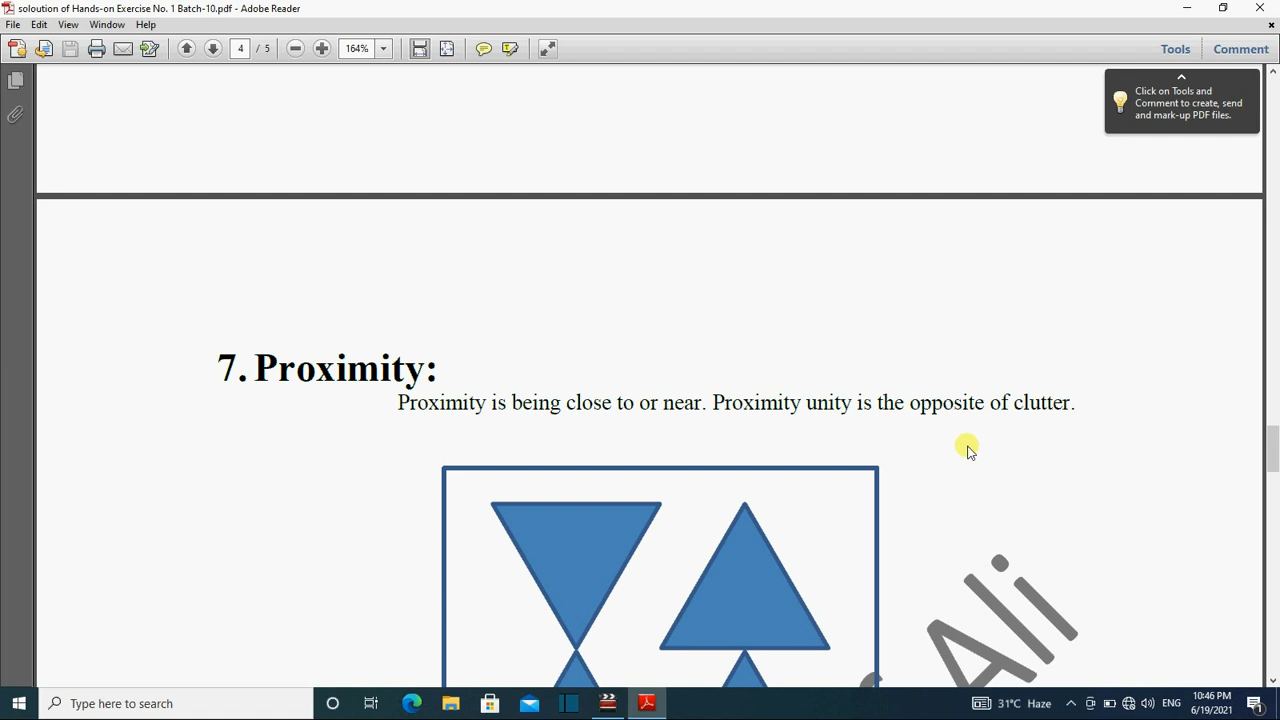 soloution of Hands-on Exercise No. 1 Batch-10.pdf - Adobe Reader
File Edit View Window Help
4 / 5 164% Tools Comment
Click on Tools and
Comment to create, send
and mark-up PDF files.
7. Proximity:
Proximity is being close to or near. Proximity unity is the opposite of clutter.
Ali
Type here to search
31°C Haze ENG
10:46 PM
6/19/2021
1